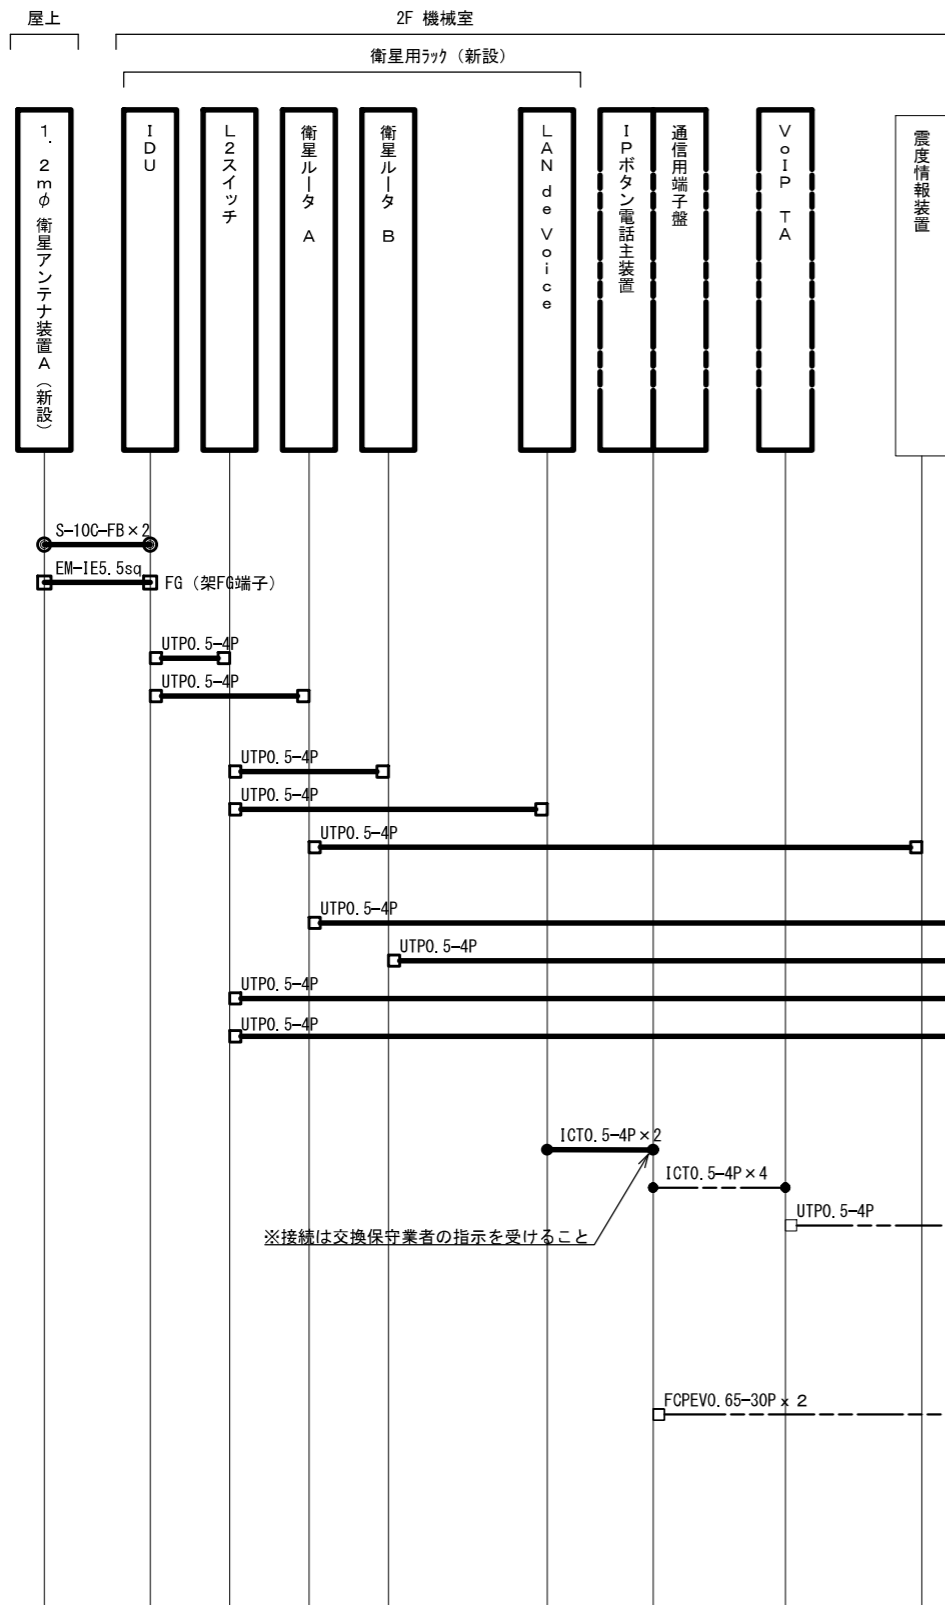 屋上
2F 機械室
衛星用ﾗｯｸ（新設）
１．２ｍφ 衛星アンテナ装置Ａ（新設）
ＩＤＵ
Ｌ２スイッチ
衛星ルータ　Ａ
衛星ルータ　Ｂ
ＬＡＮ ｄｅ Ｖｏｉｃｅ
ＩＰボタン電話主装置
通信用端子盤
ＶｏＩＰ　ＴＡ
震度情報装置
S-10C-FB×2
EM-IE5.5sq
FG（架FG端子）
UTP0.5-4P
UTP0.5-4P
UTP0.5-4P
UTP0.5-4P
UTP0.5-4P
UTP0.5-4P
UTP0.5-4P
UTP0.5-4P
UTP0.5-4P
ICT0.5-4P×2
ICT0.5-4P×4
UTP0.5-4P
※接続は交換保守業者の指示を受けること
FCPEV0.65-30P x 2